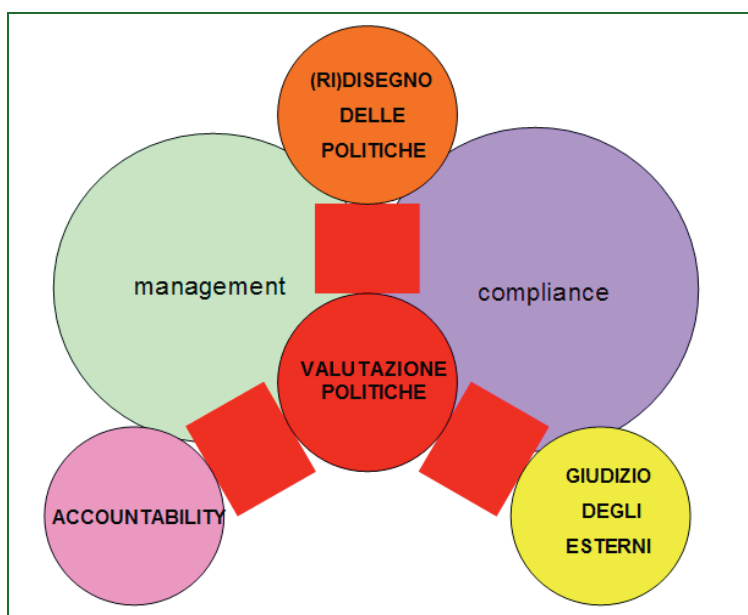 (RI)DISEGNO
DELLE
POLITICHE
management
compliance
VALUTAZIONE
POLITICHE
ACCOUNTABILITY
GIUDIZIO
DEGLI
ESTERNI